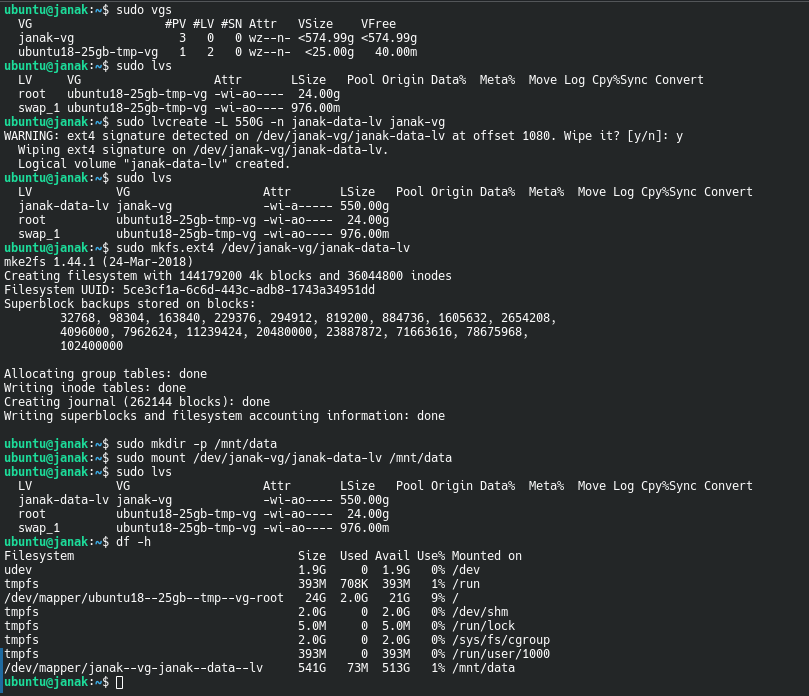 ubuntu@janak:~$ sudo vgs
  VG                   #PV #LV #SN Attr   VSize    VFree
  janak-vg               3   0   0 wz--n- <574.99g <574.99g
  ubuntu18-25gb-tmp-vg   1   2   0 wz--n-  <25.00g   40.00m
ubuntu@janak:~$ sudo lvs
  LV     VG                   Attr       LSize   Pool Origin Data%  Meta%  Move Log Cpy%Sync Convert
  root   ubuntu18-25gb-tmp-vg -wi-ao----  24.00g
  swap_1 ubuntu18-25gb-tmp-vg -wi-ao---- 976.00m
ubuntu@janak:~$ sudo lvcreate -L 550G -n janak-data-lv janak-vg
WARNING: ext4 signature detected on /dev/janak-vg/janak-data-lv at offset 1080. Wipe it? [y/n]: y
  Wiping ext4 signature on /dev/janak-vg/janak-data-lv.
  Logical volume "janak-data-lv" created.
ubuntu@janak:~$ sudo lvs
  LV            VG                   Attr       LSize   Pool Origin Data%  Meta%  Move Log Cpy%Sync Convert
  janak-data-lv janak-vg             -wi-a----- 550.00g
  root          ubuntu18-25gb-tmp-vg -wi-ao----  24.00g
  swap_1        ubuntu18-25gb-tmp-vg -wi-ao---- 976.00m
ubuntu@janak:~$ sudo mkfs.ext4 /dev/janak-vg/janak-data-lv
mke2fs 1.44.1 (24-Mar-2018)
Creating filesystem with 144179200 4k blocks and 36044800 inodes
Filesystem UUID: 5ce3cf1a-6c6d-443c-adb8-1743a34951dd
Superblock backups stored on blocks:
        32768, 98304, 163840, 229376, 294912, 819200, 884736, 1605632, 2654208,
        4096000, 7962624, 11239424, 20480000, 23887872, 71663616, 78675968,
        102400000
Allocating group tables: done
Writing inode tables: done
Creating journal (262144 blocks): done
Writing superblocks and filesystem accounting information: done
ubuntu@janak:~$ sudo mkdir -p /mnt/data
ubuntu@janak:~$ sudo mount /dev/janak-vg/janak-data-lv /mnt/data
ubuntu@janak:~$ sudo lvs
  LV            VG                   Attr       LSize   Pool Origin Data%  Meta%  Move Log Cpy%Sync Convert
  janak-data-lv janak-vg             -wi-ao---- 550.00g
  root          ubuntu18-25gb-tmp-vg -wi-ao----  24.00g
  swap_1        ubuntu18-25gb-tmp-vg -wi-ao---- 976.00m
ubuntu@janak:~$ df -h
Filesystem                                Size  Used Avail Use% Mounted on
udev                                      1.9G     0  1.9G   0% /dev
tmpfs                                     393M  708K  393M   1% /run
/dev/mapper/ubuntu18--25gb--tmp--vg-root   24G  2.0G   21G   9% /
tmpfs                                     2.0G     0  2.0G   0% /dev/shm
tmpfs                                     5.0M     0  5.0M   0% /run/lock
tmpfs                                     2.0G     0  2.0G   0% /sys/fs/cgroup
tmpfs                                     393M     0  393M   0% /run/user/1000
/dev/mapper/janak--vg-janak--data--lv     541G   73M  513G   1% /mnt/data
ubuntu@janak:~$